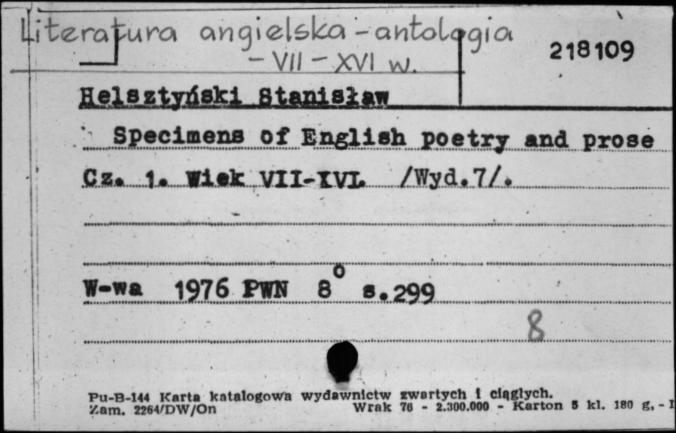 Literatura angielska - antologia
- VII - XVI w.
218109
Helsztyński Stanisław
Specimens of English poetry and prose
Cz. 1. Wiek VII-XVI. /Wyd.7/.
W-wa 1976 PWN 8° s.299
8
Pu-B-144 Karta katalogowa wydawnictw zwartych i ciągłych.
Zam. 2264/DW/On Wrak 76 - 2.300.000 - Karton 5 kl. 180 g, - 1